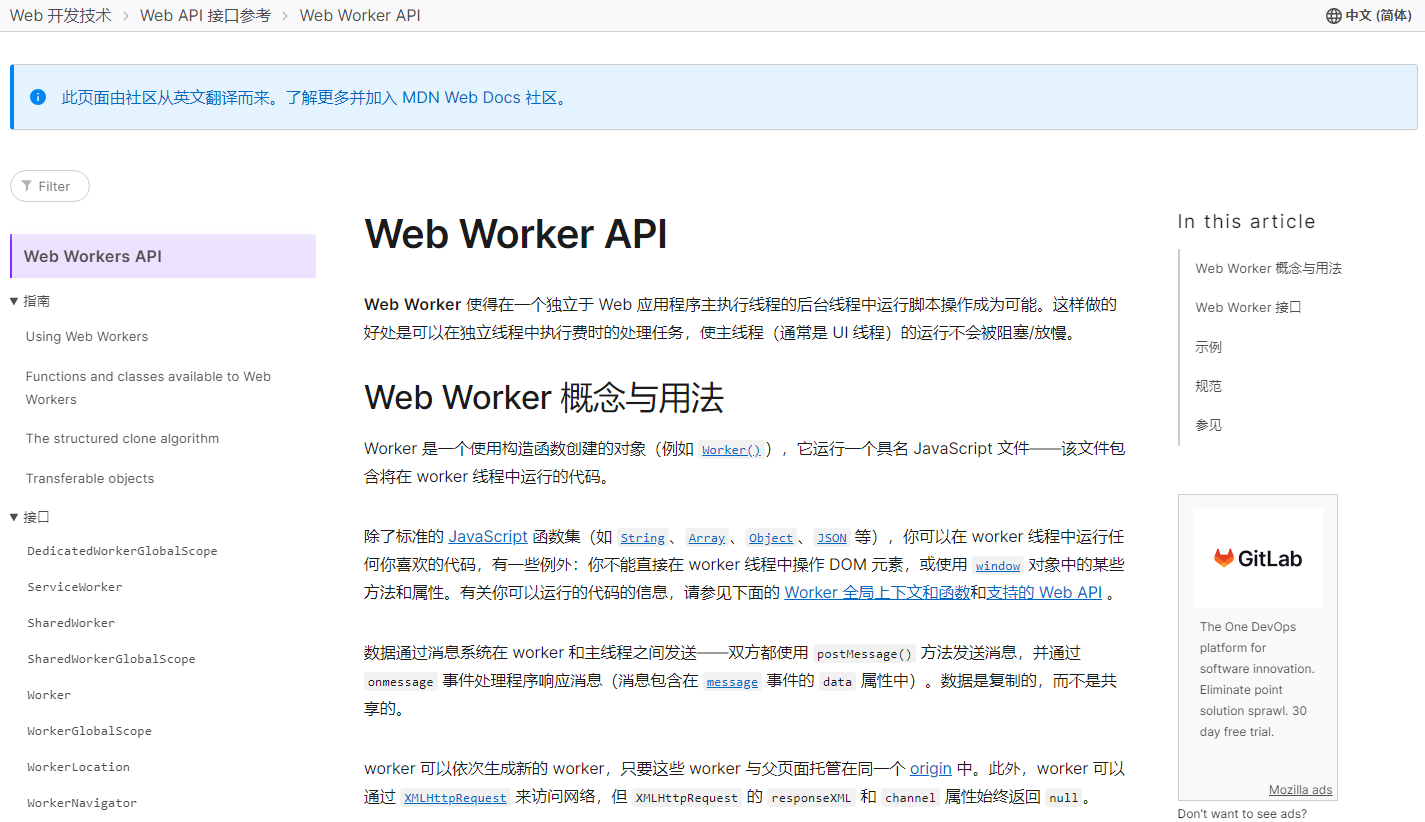 Web 开发技术 > Web API 接口参考 > Web Worker API
中文 (简体)
此页面由社区从英文翻译而来。了解更多并加入 MDN Web Docs 社区。
Filter
Web Workers API
▼ 指南
Using Web Workers
Functions and classes available to Web
Workers
The structured clone algorithm
Transferable objects
▼ 接口
DedicatedWorkerGlobalScope
ServiceWorker
SharedWorker
SharedWorkerGlobalScope
Worker
WorkerGlobalScope
WorkerLocation
WorkerNavigator
Web Worker API
Web Worker 使得在一个独立于 Web 应用程序主执行线程的后台线程中运行脚本操作成为可能。这样做的
好处是可以在独立线程中执行费时的处理任务，使主线程（通常是 UI 线程）的运行不会被阻塞/放慢。
Web Worker 概念与用法
Worker 是一个使用构造函数创建的对象（例如 Worker()），它运行一个具名 JavaScript 文件——该文件包
含将在 worker 线程中运行的代码。
除了标准的 JavaScript 函数集（如 String、Array、Object、JSON 等），你可以在 worker 线程中运行任
何你喜欢的代码，有一些例外：你不能直接在 worker 线程中操作 DOM 元素，或使用 window 对象中的某些
方法和属性。有关你可以运行的代码的信息，请参见下面的 Worker 全局上下文和函数和支持的 Web API 。
数据通过消息系统在 worker 和主线程之间发送——双方都使用 postMessage() 方法发送消息，并通过
onmessage 事件处理程序响应消息（消息包含在 message 事件的 data 属性中）。数据是复制的，而不是共
享的。
worker 可以依次生成新的 worker，只要这些 worker 与父页面托管在同一个 origin 中。此外，worker 可以
通过 XMLHttpRequest 来访问网络，但 XMLHttpRequest 的 responseXML 和 channel 属性始终返回 null。
In this article
Web Worker 概念与用法
Web Worker 接口
示例
规范
参见
GitLab
The One DevOps
platform for
software innovation.
Eliminate point
solution sprawl. 30
day free trial.
Mozilla ads
Don't want to see ads?